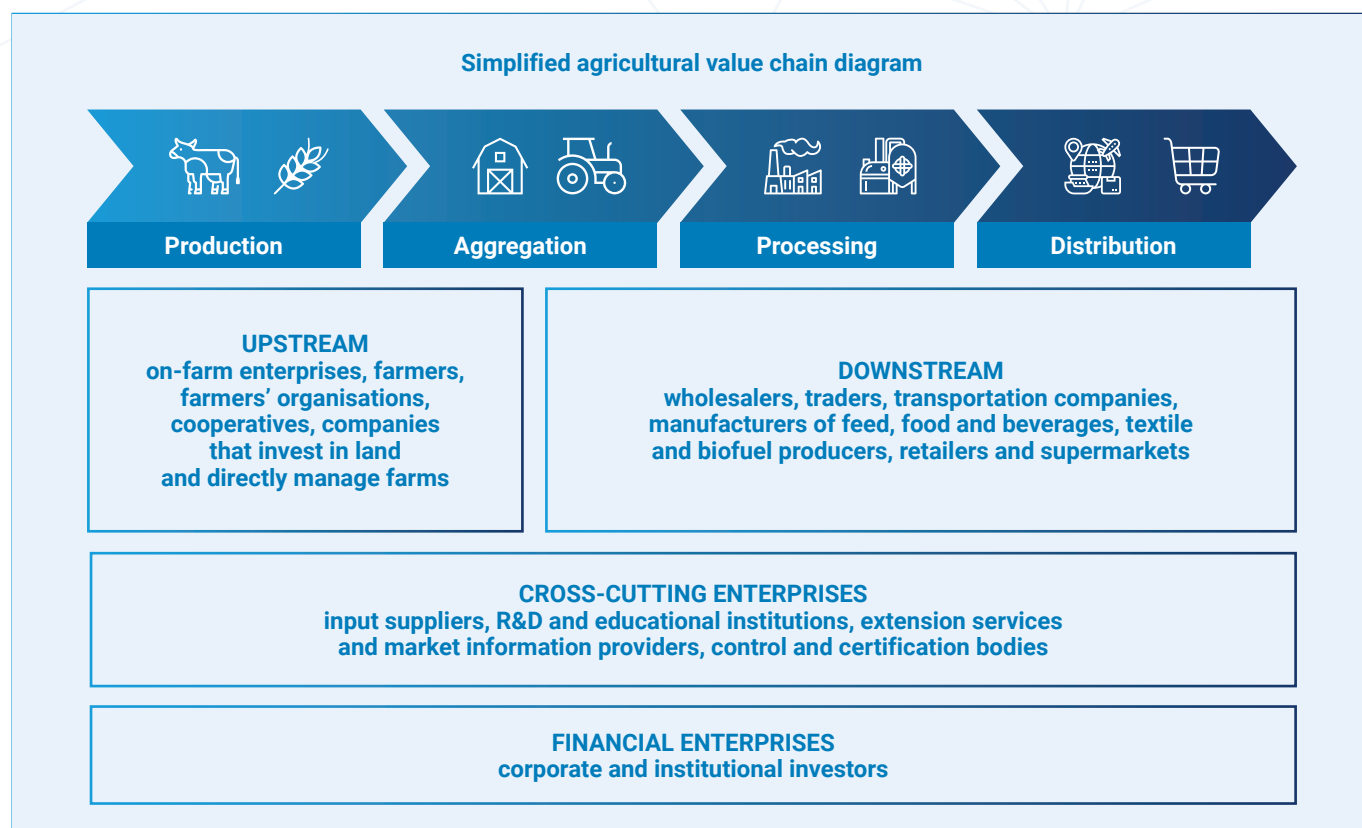 Simplified agricultural value chain diagram
Production
Aggregation
Processing
Distribution
UPSTREAM
on-farm enterprises, farmers,
farmers’ organisations,
cooperatives, companies
that invest in land
and directly manage farms
DOWNSTREAM
wholesalers, traders, transportation companies,
manufacturers of feed, food and beverages, textile
and biofuel producers, retailers and supermarkets
CROSS-CUTTING ENTERPRISES
input suppliers, R&D and educational institutions, extension services
and market information providers, control and certification bodies
FINANCIAL ENTERPRISES
corporate and institutional investors